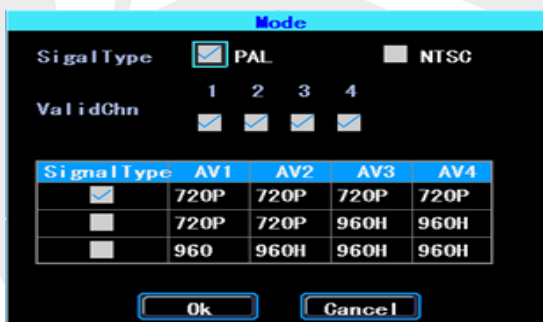 Mode
SigalType PAL NTSC
1 2 3 4
ValidChn
SignalType AV1 AV2 AV3 AV4
720P 720P 720P 720P
720P 720P 960H 960H
960 960H 960H 960H
Ok Cancel